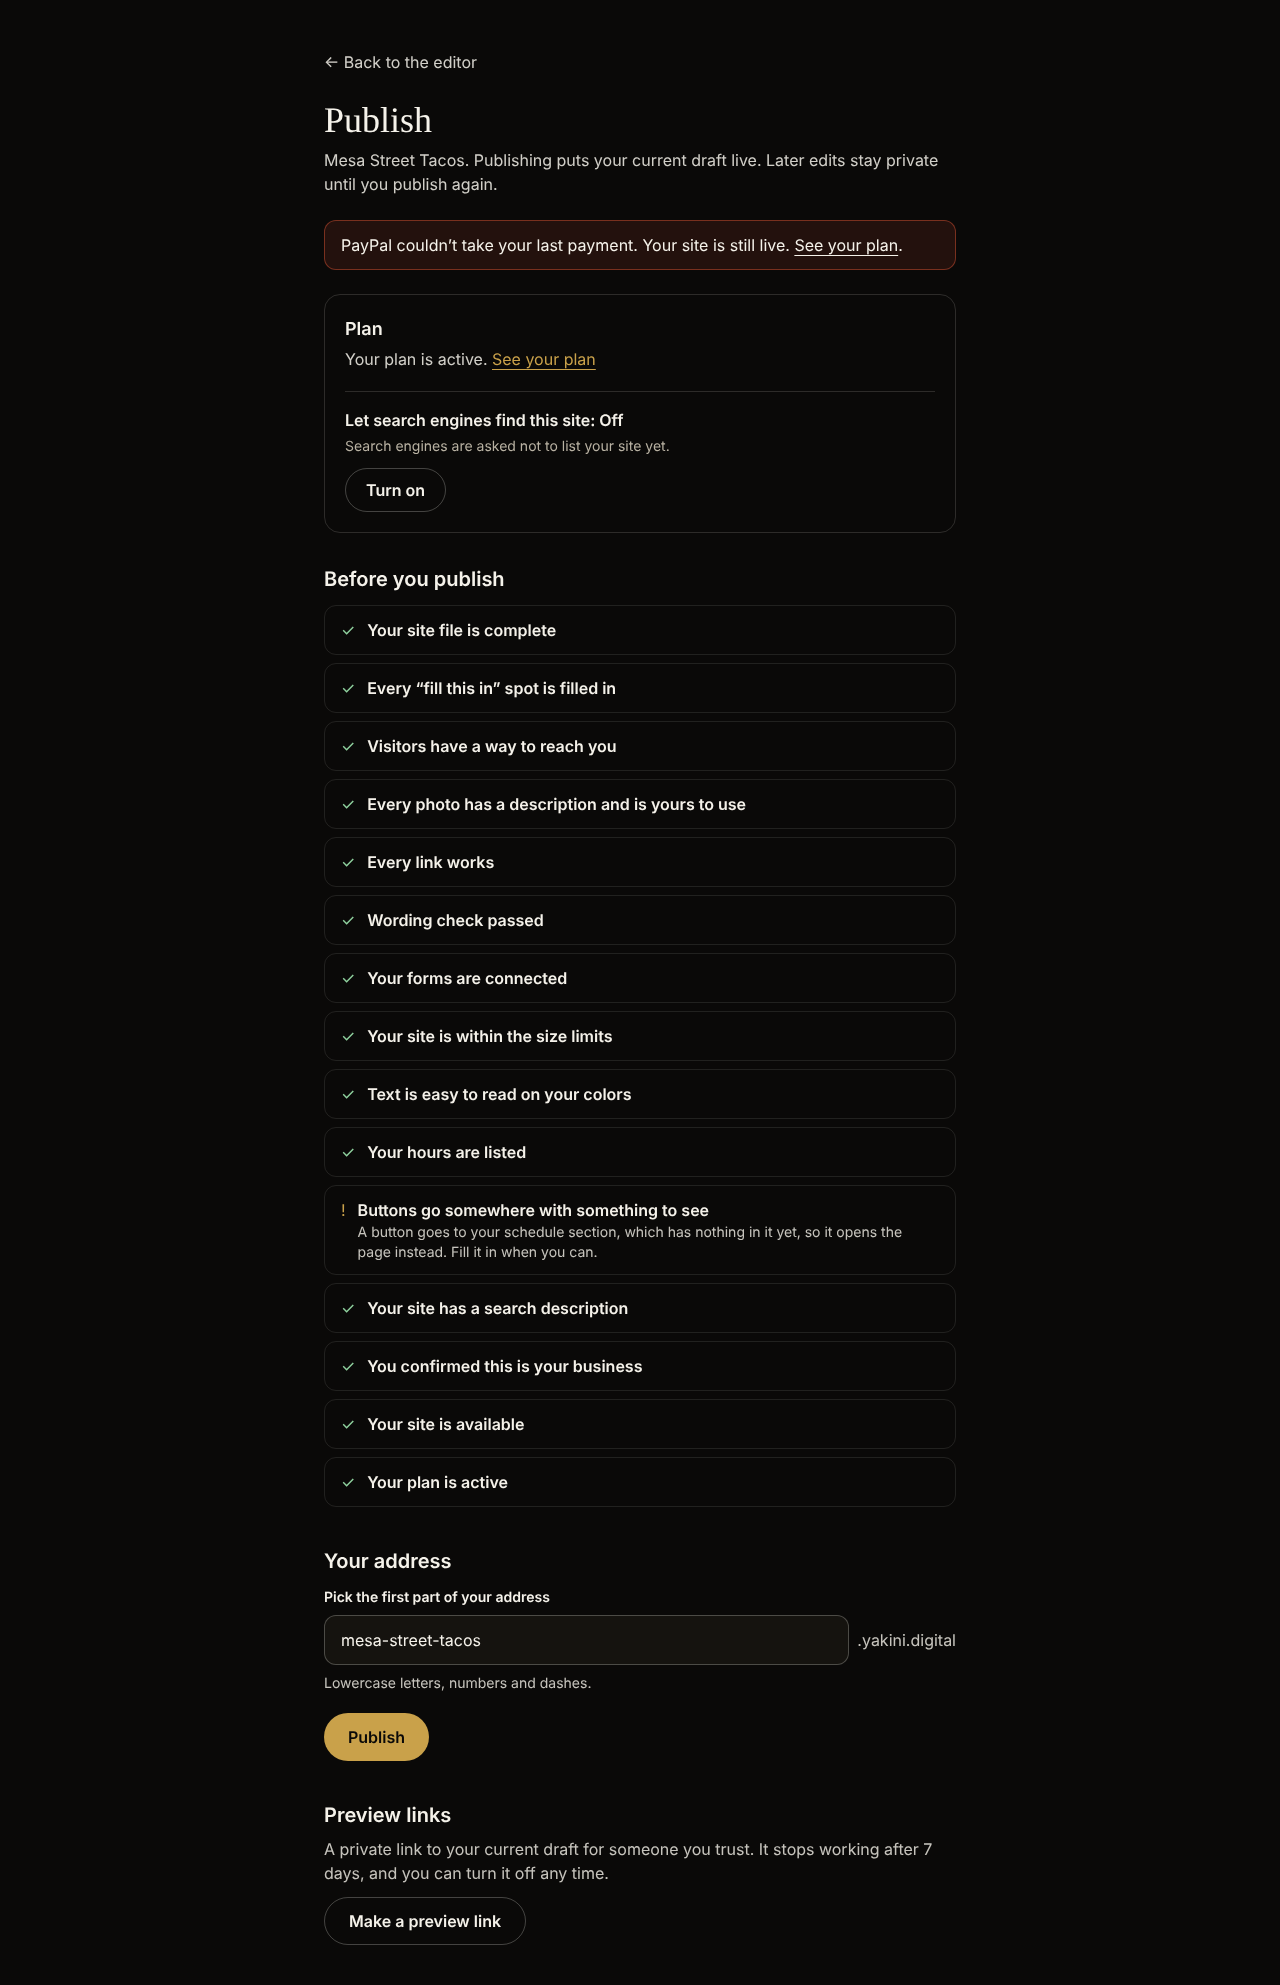 ← Back to the editor
Publish
Mesa Street Tacos. Publishing puts your current draft live. Later edits stay private
until you publish again.
PayPal couldn’t take your last payment. Your site is still live. See your plan.
Plan
Your plan is active. See your plan
Let search engines find this site: Off
Search engines are asked not to list your site yet.
Turn on
Before you publish
✓ Your site file is complete
✓ Every “fill this in” spot is filled in
✓ Visitors have a way to reach you
✓ Every photo has a description and is yours to use
✓ Every link works
✓ Wording check passed
✓ Your forms are connected
✓ Your site is within the size limits
✓ Text is easy to read on your colors
✓ Your hours are listed
! Buttons go somewhere with something to see
A button goes to your schedule section, which has nothing in it yet, so it opens the
page instead. Fill it in when you can.
✓ Your site has a search description
✓ You confirmed this is your business
✓ Your site is available
✓ Your plan is active
Your address
Pick the first part of your address
mesa-street-tacos .yakini.digital
Lowercase letters, numbers and dashes.
Publish
Preview links
A private link to your current draft for someone you trust. It stops working after 7
days, and you can turn it off any time.
Make a preview link